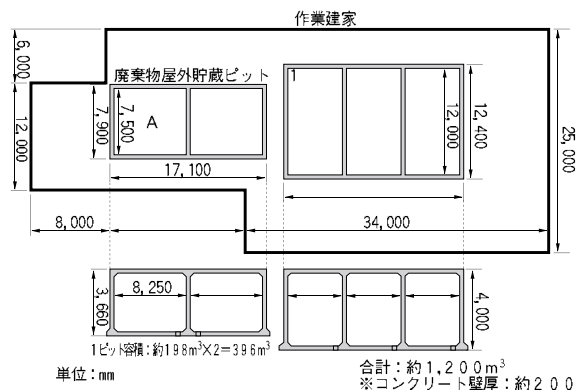 作業建家
6,000
廃棄物屋外貯蔵ピット
1
12,000
7,900
7,500
A
12,000
12,400
25,000
17,100
8,000
34,000
3,660
8,250
4,000
1ピット容積:約198m³×2=396m³
単位:mm
合計:約1,200m³
※コンクリート壁厚:約200